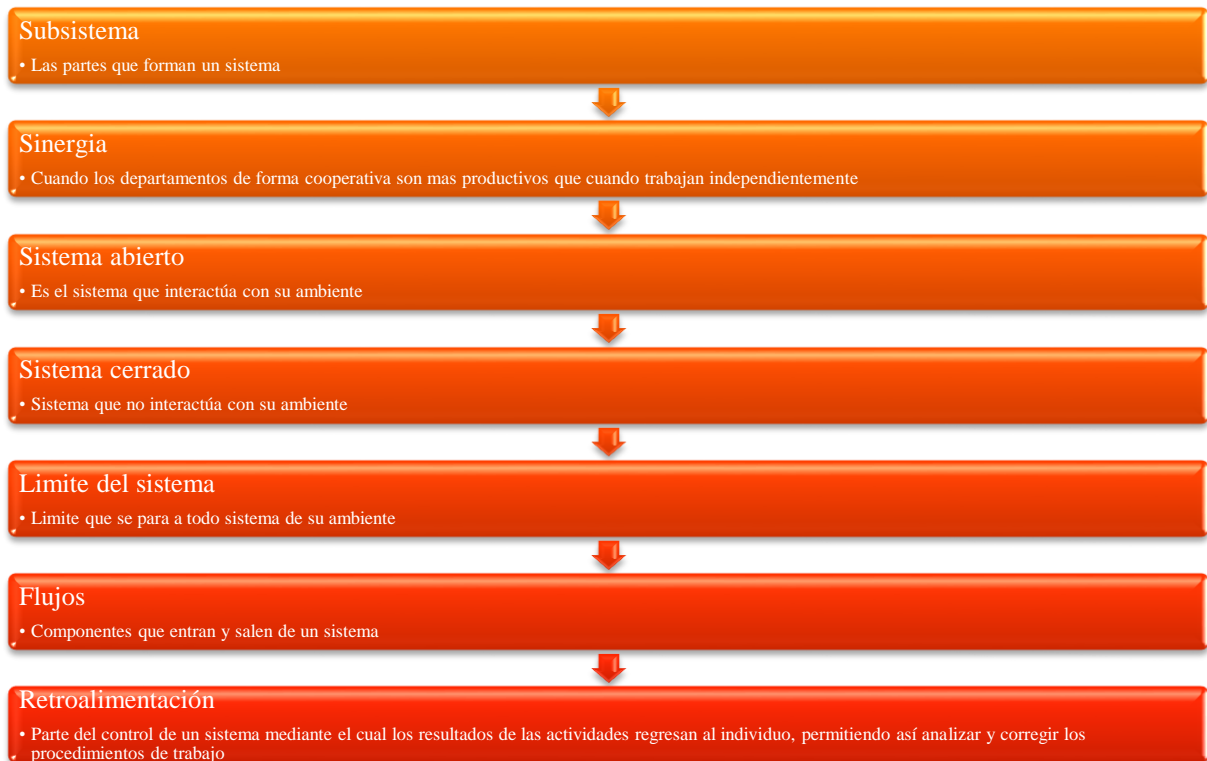 Subsistema
• Las partes que forman un sistema
Sinergia
• Cuando los departamentos de forma cooperativa son mas productivos que cuando trabajan independientemente
Sistema abierto
• Es el sistema que interactúa con su ambiente
Sistema cerrado
• Sistema que no interactúa con su ambiente
Limite del sistema
• Limite que se para a todo sistema de su ambiente
Flujos
• Componentes que entran y salen de un sistema
Retroalimentación
• Parte del control de un sistema mediante el cual los resultados de las actividades regresan al individuo, permitiendo así analizar y corregir los
procedimientos de trabajo